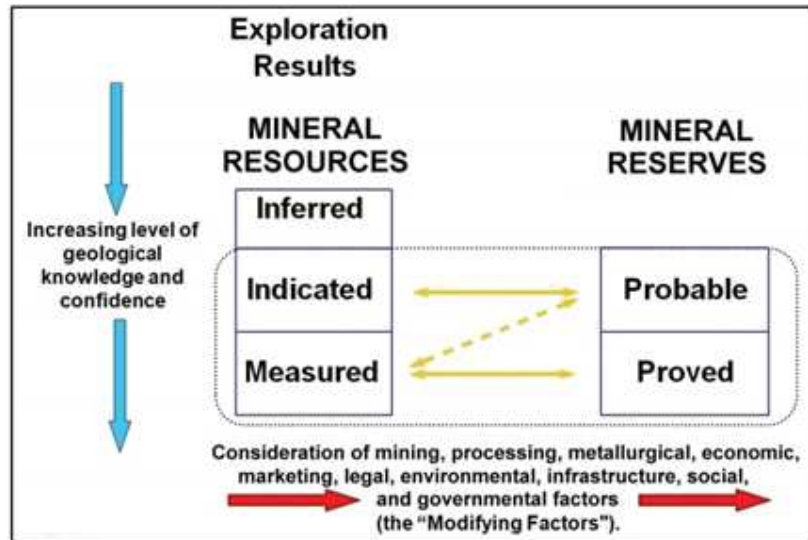 Exploration
Results
MINERAL
RESOURCES
MINERAL
RESERVES
Inferred
Increasing level of
geological
knowledge and
confidence
Indicated
Probable
Measured
Proved
Consideration of mining, processing, metallurgical, economic,
marketing, legal, environmental, infrastructure, social,
and governmental factors
(the “Modifying Factors").